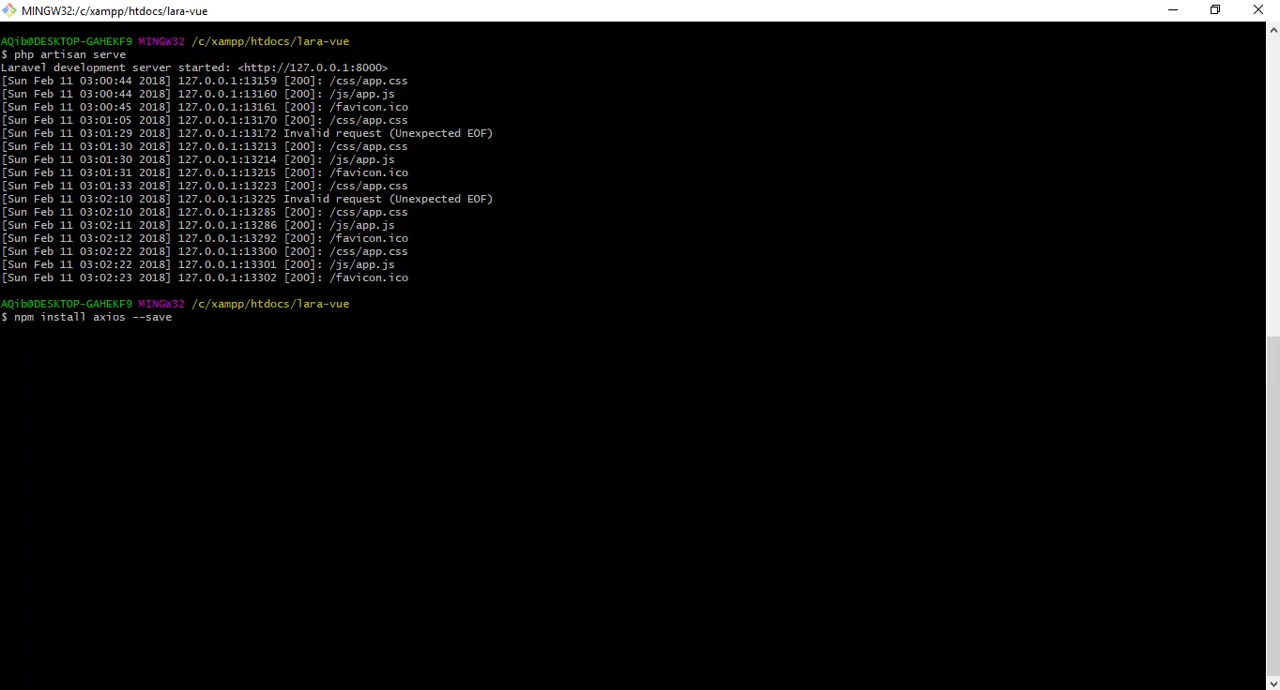 MINGW32:/c/xampp/htdocs/lara-vue
AQib@DESKTOP-GAHEKF9 MINGW32 /c/xampp/htdocs/lara-vue
$ php artisan serve
Laravel development server started: <http://127.0.0.1:8000>
[Sun Feb 11 03:00:44 2018] 127.0.0.1:13159 [200]: /css/app.css
[Sun Feb 11 03:00:44 2018] 127.0.0.1:13160 [200]: /js/app.js
[Sun Feb 11 03:00:45 2018] 127.0.0.1:13161 [200]: /favicon.ico
[Sun Feb 11 03:01:05 2018] 127.0.0.1:13170 [200]: /css/app.css
[Sun Feb 11 03:01:29 2018] 127.0.0.1:13172 Invalid request (Unexpected EOF)
[Sun Feb 11 03:01:30 2018] 127.0.0.1:13213 [200]: /css/app.css
[Sun Feb 11 03:01:30 2018] 127.0.0.1:13214 [200]: /js/app.js
[Sun Feb 11 03:01:31 2018] 127.0.0.1:13215 [200]: /favicon.ico
[Sun Feb 11 03:01:33 2018] 127.0.0.1:13223 [200]: /css/app.css
[Sun Feb 11 03:02:10 2018] 127.0.0.1:13225 Invalid request (Unexpected EOF)
[Sun Feb 11 03:02:10 2018] 127.0.0.1:13285 [200]: /css/app.css
[Sun Feb 11 03:02:11 2018] 127.0.0.1:13286 [200]: /js/app.js
[Sun Feb 11 03:02:12 2018] 127.0.0.1:13292 [200]: /favicon.ico
[Sun Feb 11 03:02:22 2018] 127.0.0.1:13300 [200]: /css/app.css
[Sun Feb 11 03:02:22 2018] 127.0.0.1:13301 [200]: /js/app.js
[Sun Feb 11 03:02:23 2018] 127.0.0.1:13302 [200]: /favicon.ico
AQib@DESKTOP-GAHEKF9 MINGW32 /c/xampp/htdocs/lara-vue
$ npm install axios --save